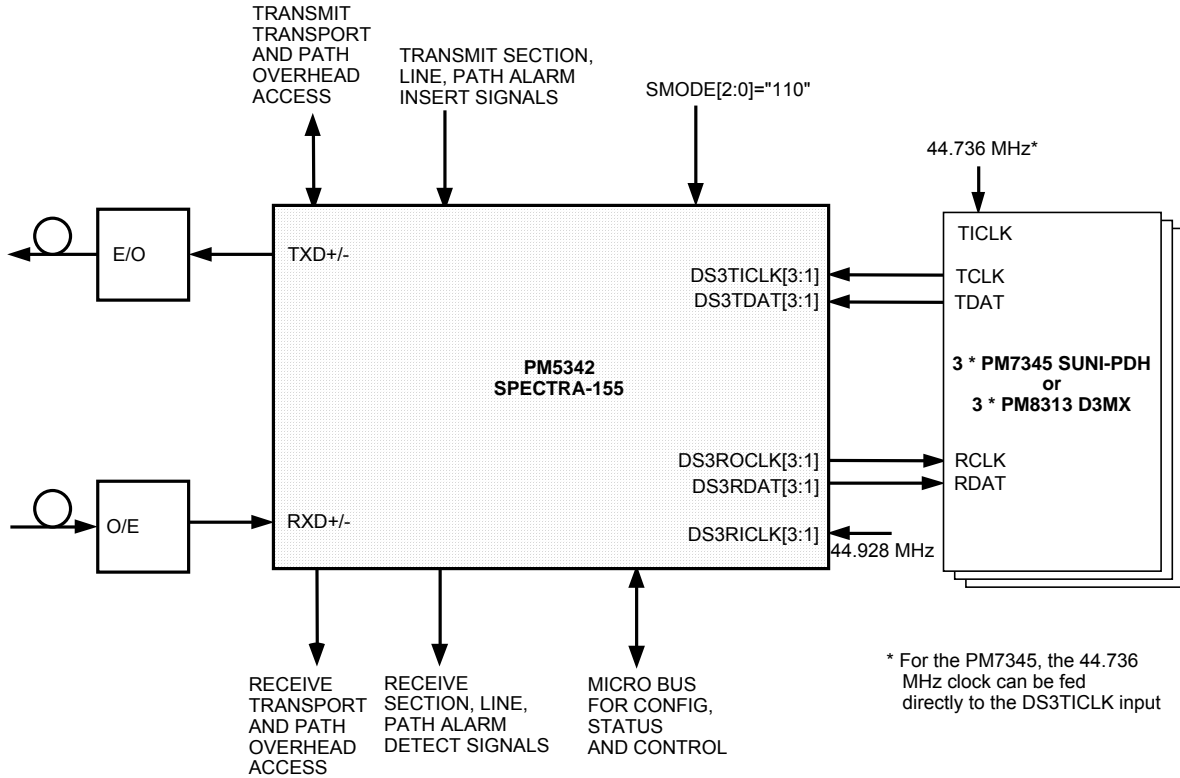 TRANSMIT
TRANSPORT
AND PATH
OVERHEAD
ACCESS
TRANSMIT SECTION,
LINE, PATH ALARM
INSERT SIGNALS
SMODE[2:0]="110"
44.736 MHz*
E/O
TXD+/-
DS3TICLK[3:1]
DS3TDAT[3:1]
TICLK
TCLK
TDAT
PM5342
SPECTRA-155
3 * PM7345 SUNI-PDH
or
3 * PM8313 D3MX
DS3ROCLK[3:1]
DS3RDAT[3:1]
RCLK
RDAT
O/E
RXD+/-
DS3RICLK[3:1]
44.928 MHz
RECEIVE
TRANSPORT
AND PATH
OVERHEAD
ACCESS
RECEIVE
SECTION, LINE,
PATH ALARM
DETECT SIGNALS
MICRO BUS
FOR CONFIG,
STATUS
AND CONTROL
* For the PM7345, the 44.736
MHz clock can be fed
directly to the DS3TICLK input